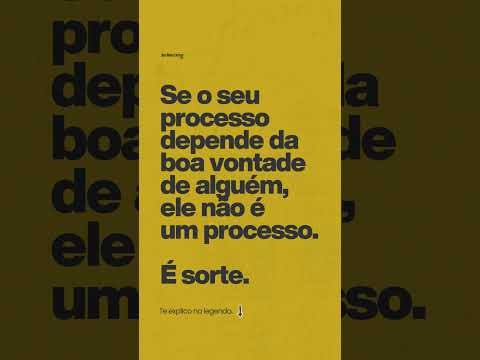 Se o seu
processo
depende da
boa vontade
de alguém,
ele não é
um processo.
É sorte.
Te explico na legenda.